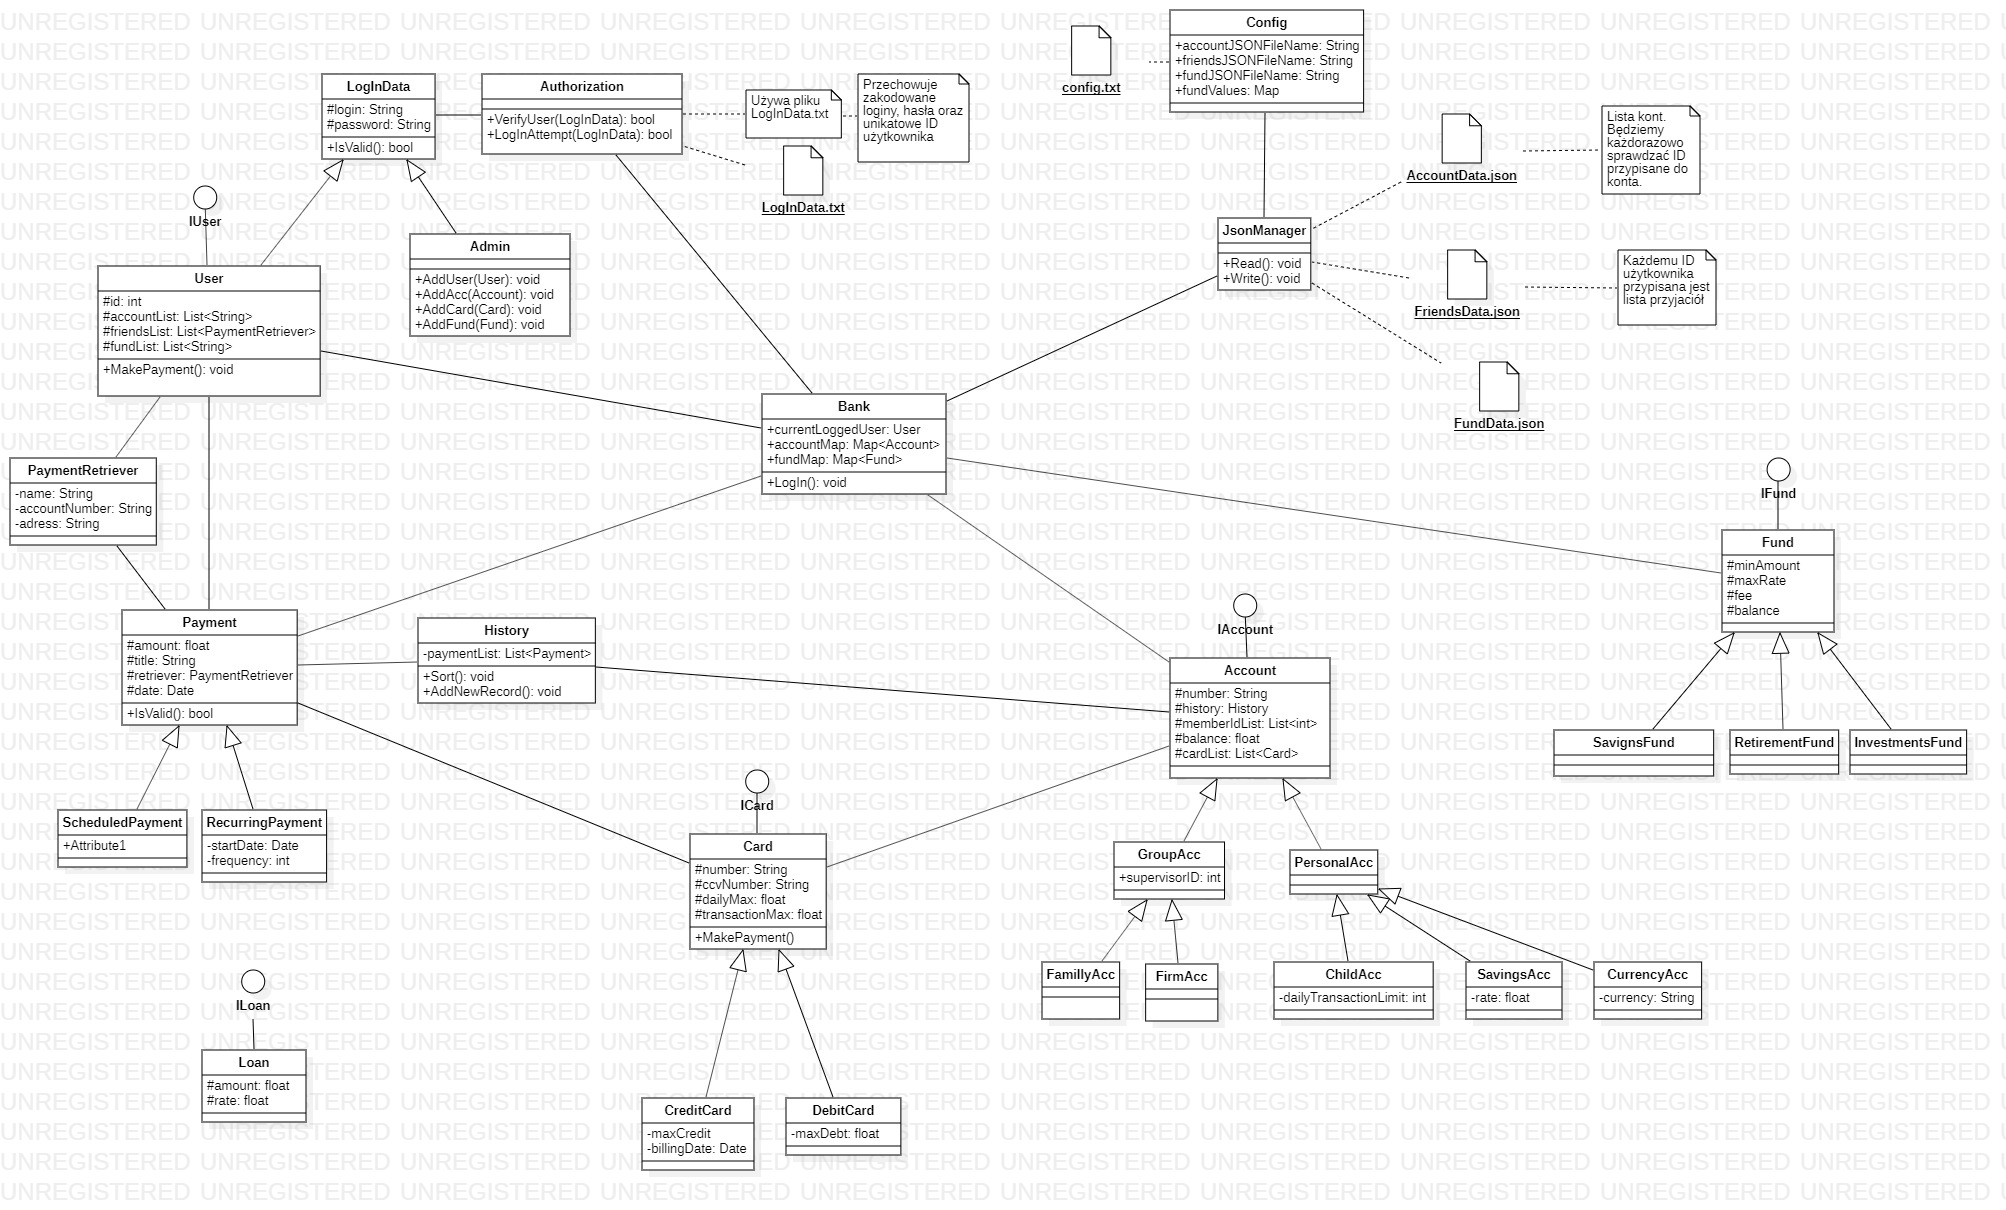 Config
+accountJSONFileName: String
+friendsJSONFileName: String
+fundJSONFileName: String
+fundValues: Map
config.txt
LogInData
#login: String
#password: String
+IsValid(): bool
Authorization
+VerifyUser(LogInData): bool
+LogInAttempt(LogInData): bool
Używa pliku
LogInData.txt
Przechowuje
zakodowane
loginy, hasła oraz
unikatowe ID
użytkownika
LogInData.txt
AccountData.json
Lista kont.
Będziemy
każdorazowo
sprawdzać ID
przypisane do
konta.
IUser
Admin
+AddUser(User): void
+AddAcc(Account): void
+AddCard(Card): void
+AddFund(Fund): void
JsonManager
+Read(): void
+Write(): void
FriendsData.json
Każdemu ID
użytkownika
przypisana jest
lista przyjaciół
FundData.json
User
#id: int
#accountList: List<String>
#friendsList: List<PaymentRetriever>
#fundList: List<String>
+MakePayment(): void
Bank
+currentLoggedUser: User
+accountMap: Map<Account>
+fundMap: Map<Fund>
+LogIn(): void
PaymentRetriever
-name: String
-accountNumber: String
-adress: String
IFund
Fund
#minAmount
#maxRate
#fee
#balance
Payment
#amount: float
#title: String
#retriever: PaymentRetriever
#date: Date
+IsValid(): bool
History
-paymentList: List<Payment>
+Sort(): void
+AddNewRecord(): void
IAccount
Account
#number: String
#history: History
#memberIdList: List<int>
#balance: float
#cardList: List<Card>
SavignsFund
RetirementFund
InvestmentsFund
ScheduledPayment
+Attribute1
RecurringPayment
-startDate: Date
-frequency: int
ICard
Card
#number: String
#ccvNumber: String
#dailyMax: float
#transactionMax: float
+MakePayment()
GroupAcc
+supervisorID: int
PersonalAcc
FamillyAcc
FirmAcc
ChildAcc
-dailyTransactionLimit: int
SavingsAcc
-rate: float
CurrencyAcc
-currency: String
ILoan
Loan
#amount: float
#rate: float
CreditCard
-maxCredit
-billingDate: Date
DebitCard
-maxDebt: float
UNREGISTERED